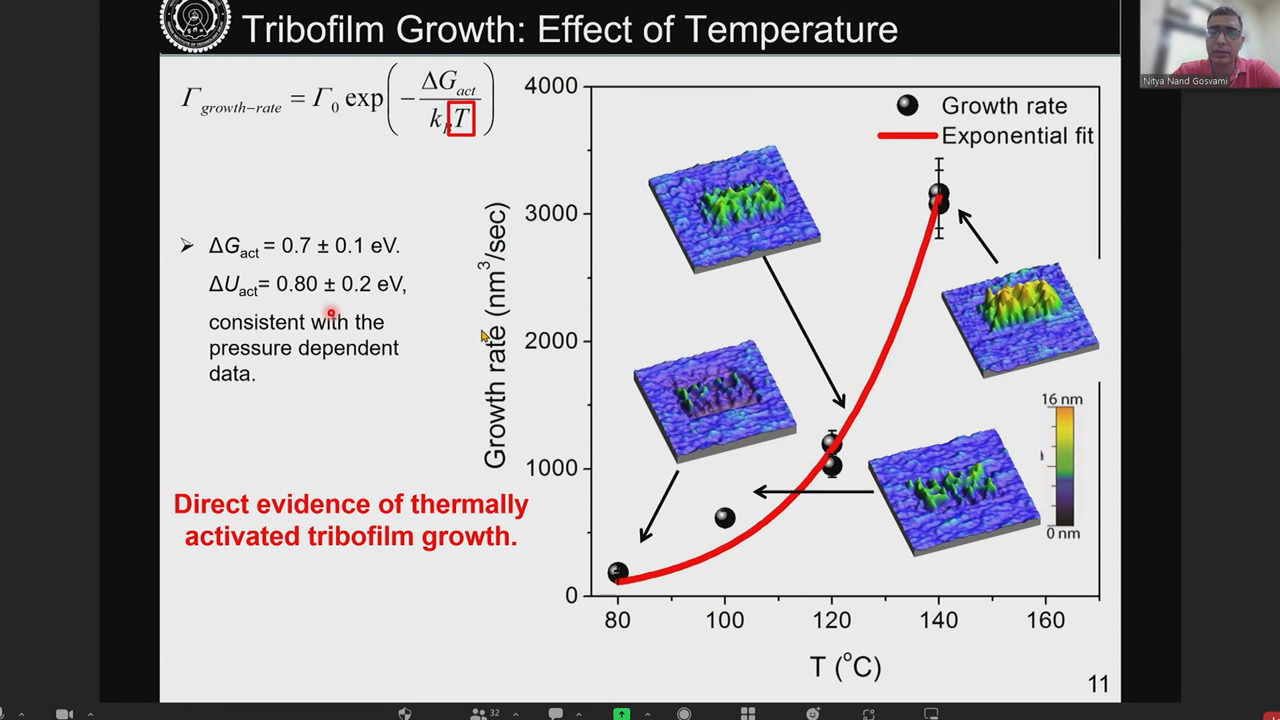 Tribofilm Growth: Effect of Temperature
Nitya Nand Gosvami
Γgrowth−rate = Γ0 exp(−ΔGact/kBT)
➢ ΔGact = 0.7 ± 0.1 eV.
ΔUact= 0.80 ± 0.2 eV,
consistent with the
pressure dependent
data.
Direct evidence of thermally
activated tribofilm growth.
Growth rate
Exponential fit
Growth rate (nm³/sec)
4000
3000
2000
1000
0
80 100 120 140 160
T (°C)
16 nm
0 nm
11
32